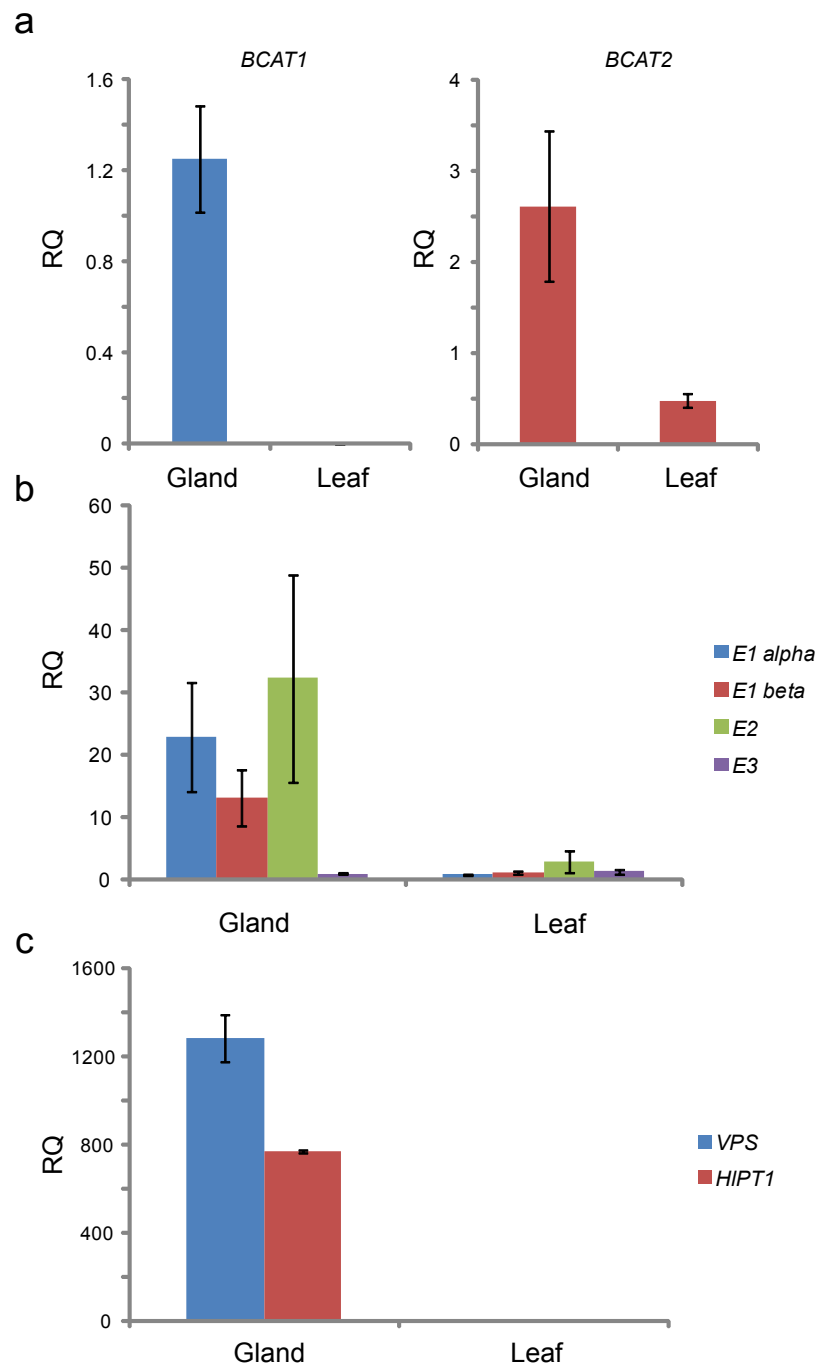 a
BCAT1
BCAT2
1.6
1.2
0.8
0.4
0
RQ
Gland
Leaf
4
3
2
1
0
RQ
Gland
Leaf
b
60
50
40
30
20
10
0
RQ
Gland
Leaf
E1 alpha
E1 beta
E2
E3
c
1600
1200
800
400
0
RQ
Gland
Leaf
VPS
HIPT1